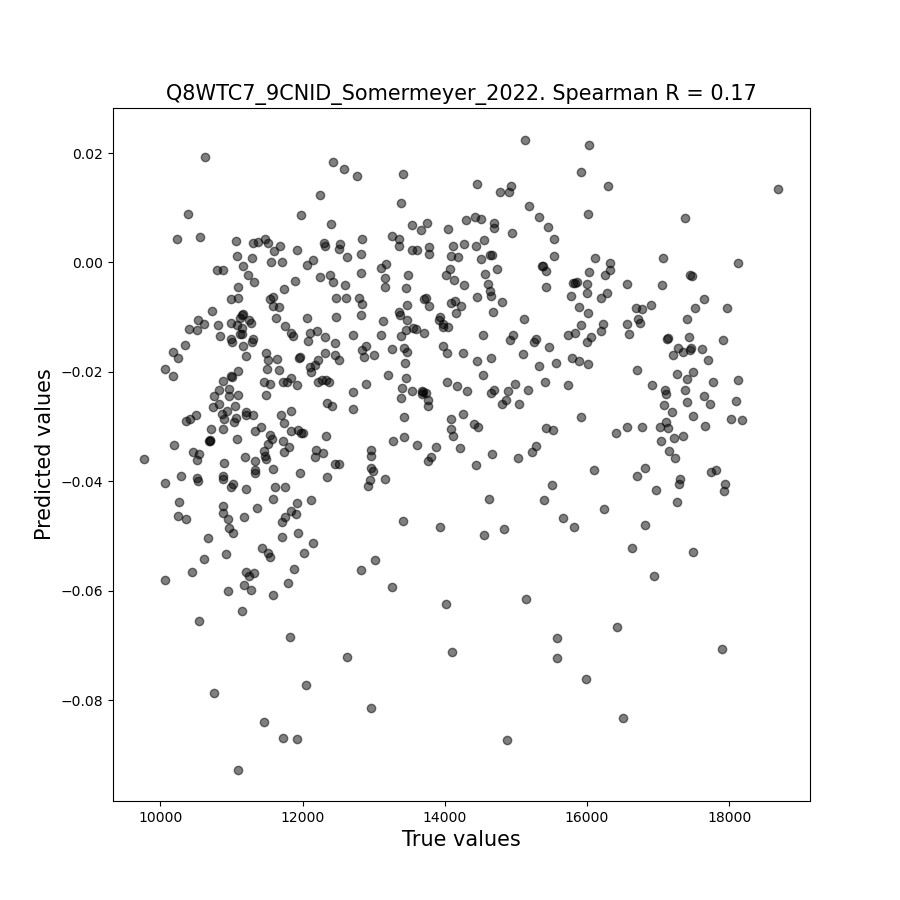 Q8WTC7_9CNID_Somermeyer_2022. Spearman R = 0.17
0.02
0.00
−0.02
−0.04
−0.06
−0.08
Predicted values
10000 12000 14000 16000 18000
True values